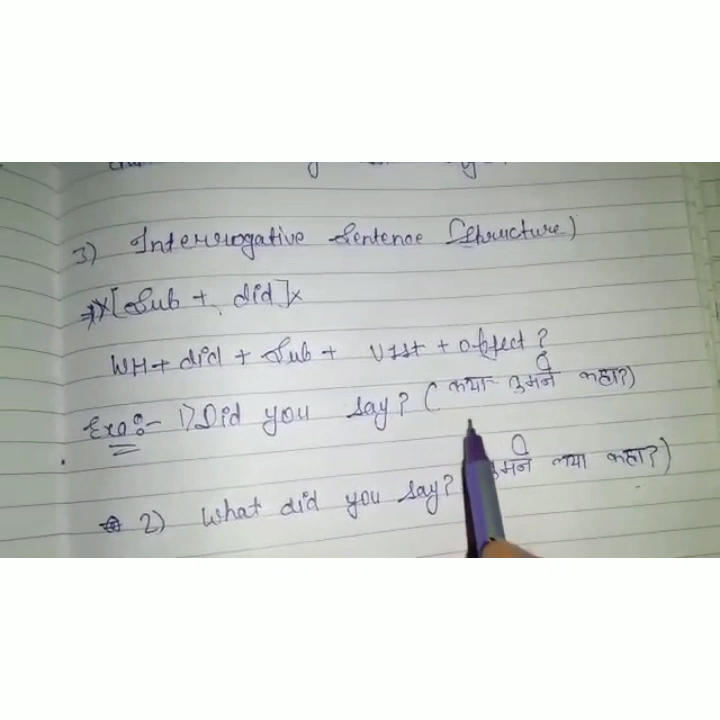 3) Interrogative Sentence (Structure)
⇒ x [Sub + did] x
WH + did + Sub + V1st + Object ?
Exa:- 1) Did you say? ( क्या तुमने कहा?)
2) What did you say? तुमने क्या कहा?)